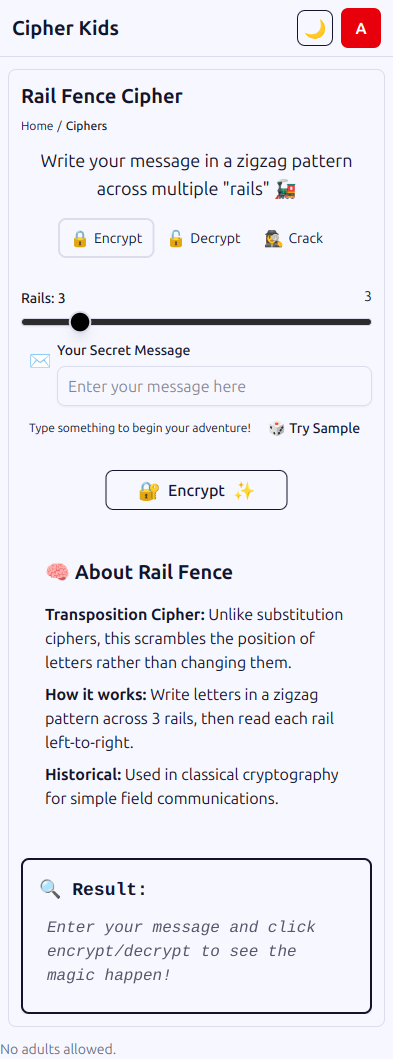 Cipher Kids
🌙
A
Rail Fence Cipher
Home / Ciphers
Write your message in a zigzag pattern
across multiple "rails" 🚂
🔒 Encrypt 🔓 Decrypt 🕵️ Crack
Rails: 3 3
✉️ Your Secret Message
Enter your message here
Type something to begin your adventure! 🎲 Try Sample
🔐 Encrypt ✨
🧠 About Rail Fence
Transposition Cipher: Unlike substitution
ciphers, this scrambles the position of
letters rather than changing them.
How it works: Write letters in a zigzag
pattern across 3 rails, then read each rail
left-to-right.
Historical: Used in classical cryptography
for simple field communications.
🔍 Result:
Enter your message and click
encrypt/decrypt to see the
magic happen!
No adults allowed.